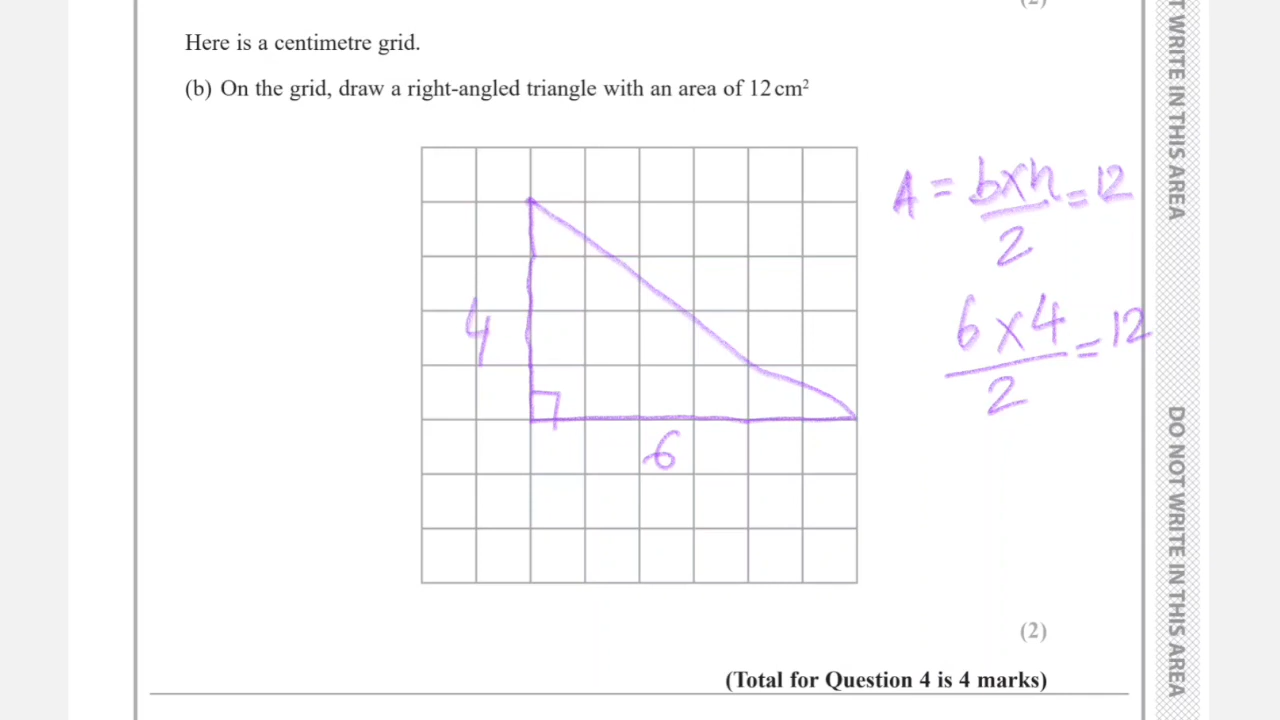 (2)
Here is a centimetre grid.
(b) On the grid, draw a right-angled triangle with an area of 12 cm²
A = b×h/2 = 12
6 × 4/2 = 12
4
6
(2)
(Total for Question 4 is 4 marks)
T WRITE IN THIS AREA
DO NOT WRITE IN THIS AREA